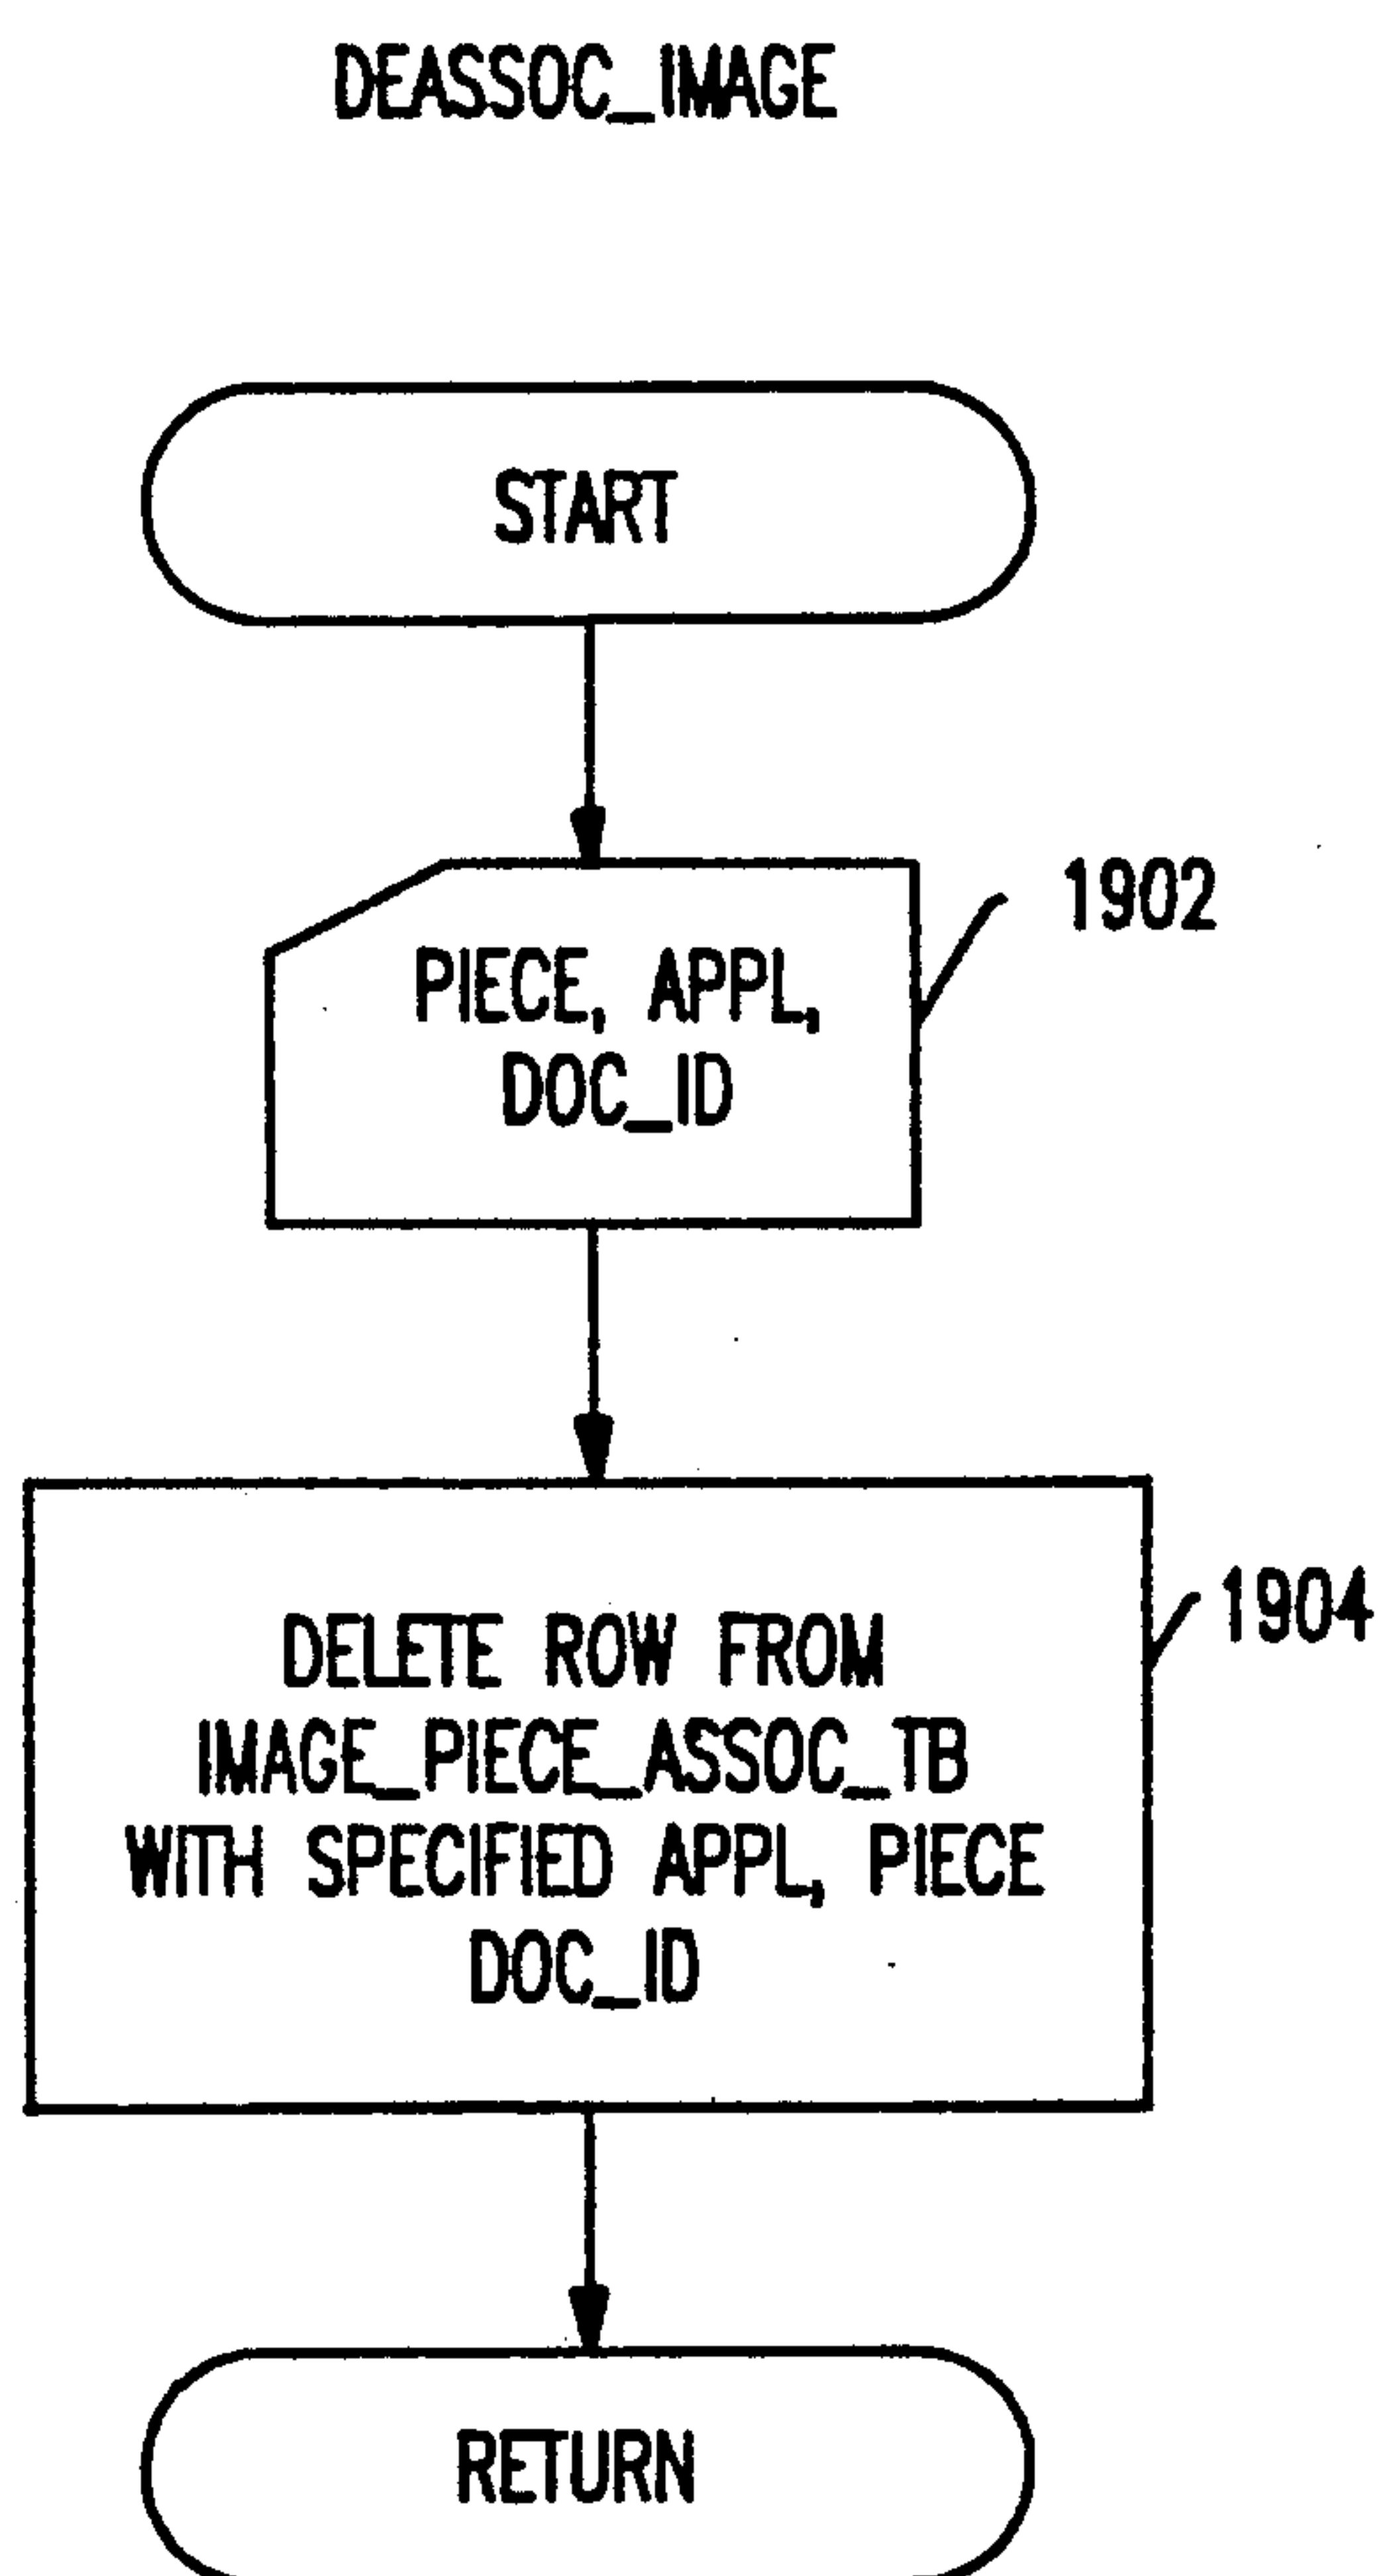 DEASSOC_IMAGE
START
PIECE, APPL,
DOC_ID
1902
DELETE ROW FROM
IMAGE_PIECE_ASSOC_TB
WITH SPECIFIED APPL, PIECE
DOC_ID
1904
RETURN